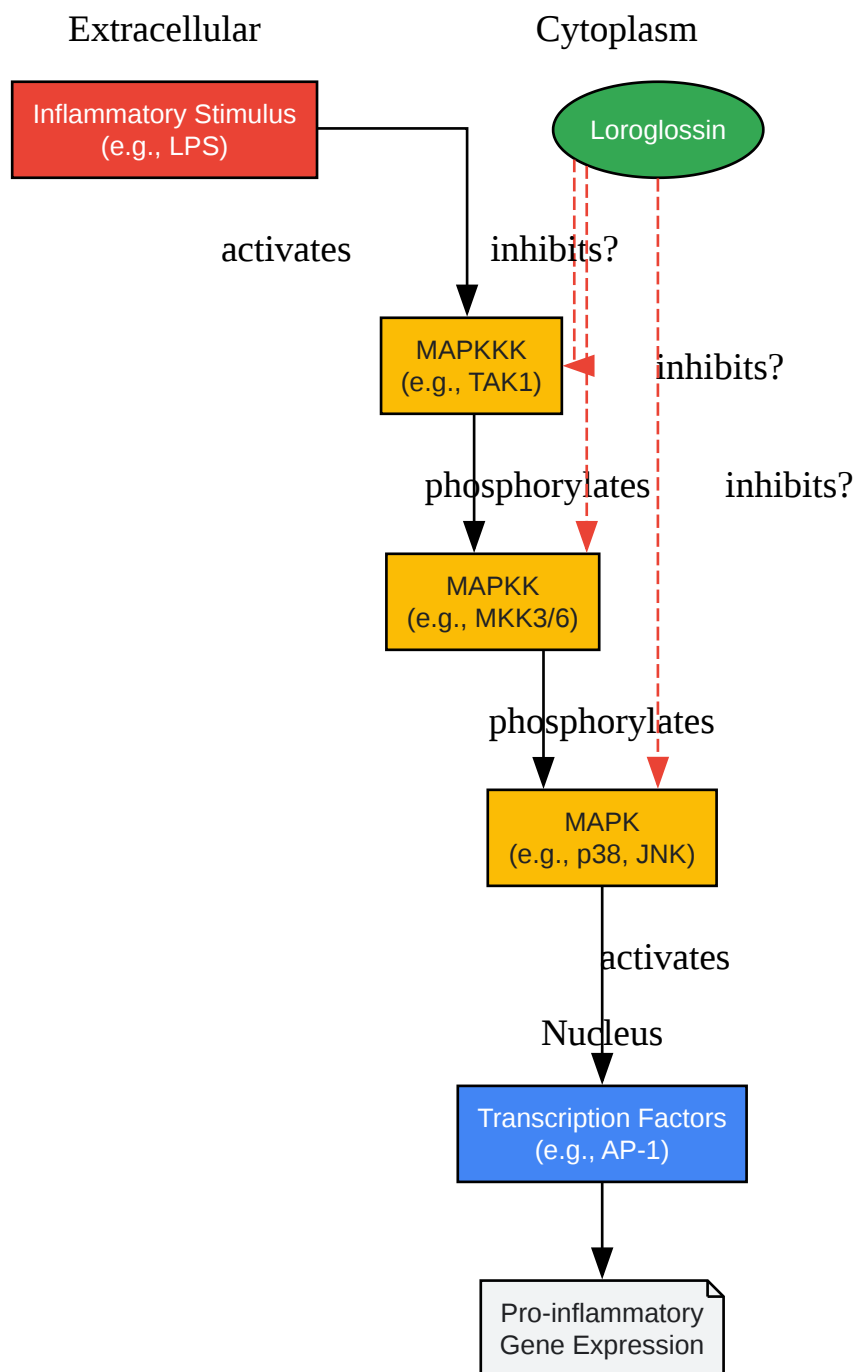 Extracellular
Cytoplasm
Inflammatory Stimulus
(e.g., LPS)
Loroglossin
activates
inhibits?
MAPKKK
(e.g., TAK1)
inhibits?
phosphorylates
inhibits?
MAPKK
(e.g., MKK3/6)
phosphorylates
MAPK
(e.g., p38, JNK)
activates
Nucleus
Transcription Factors
(e.g., AP-1)
Pro-inflammatory
Gene Expression